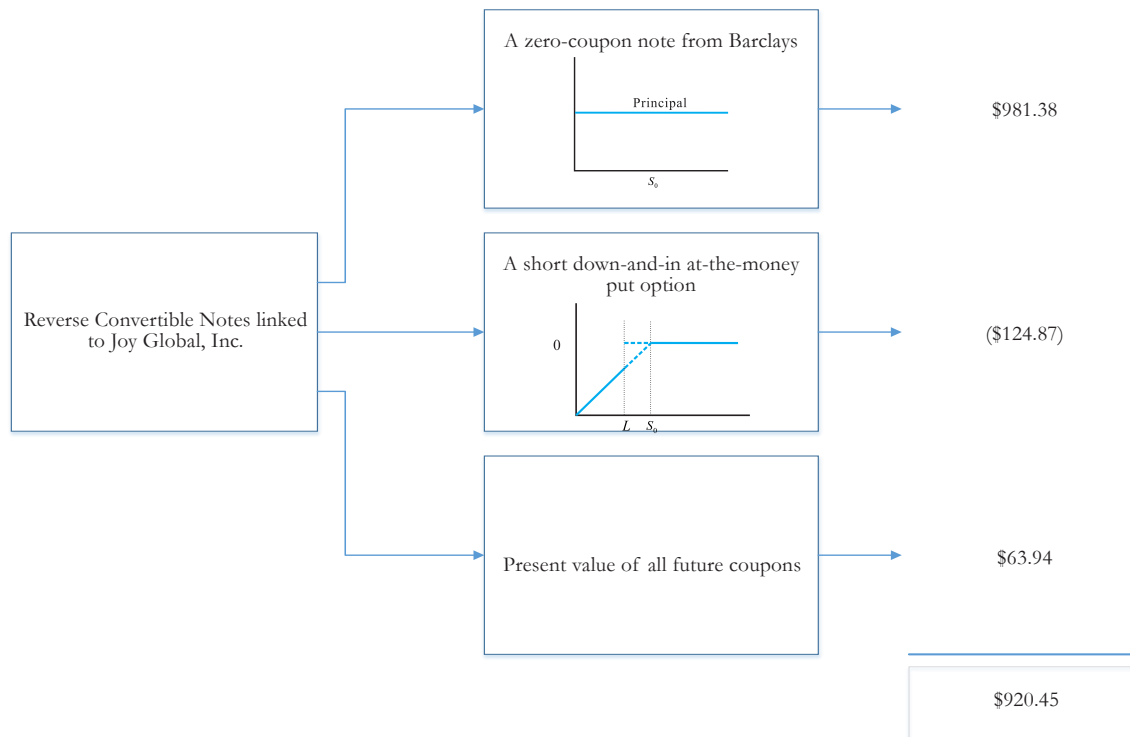 A zero-coupon note from Barclays
Principal
S₀
$981.38
Reverse Convertible Notes linked
to Joy Global, Inc.
A short down-and-in at-the-money
put option
0
L S₀
($124.87)
Present value of all future coupons
$63.94
$920.45